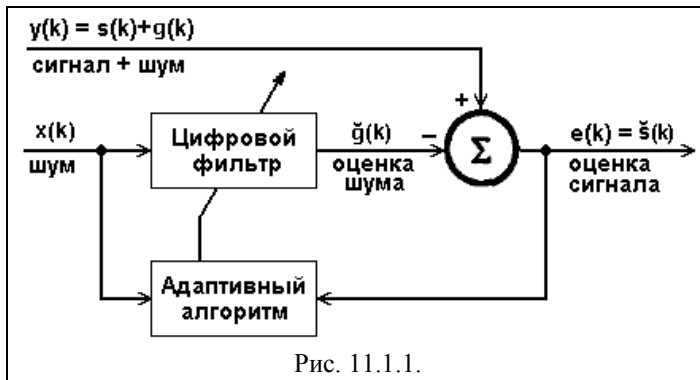 y(k) = s(k)+g(k)
сигнал + шум
x(k)
шум
Цифровой
фильтр
ğ(k)
оценка
шума
+
−
Σ
e(k) = š(k)
оценка
сигнала
Адаптивный
алгоритм
Рис. 11.1.1.